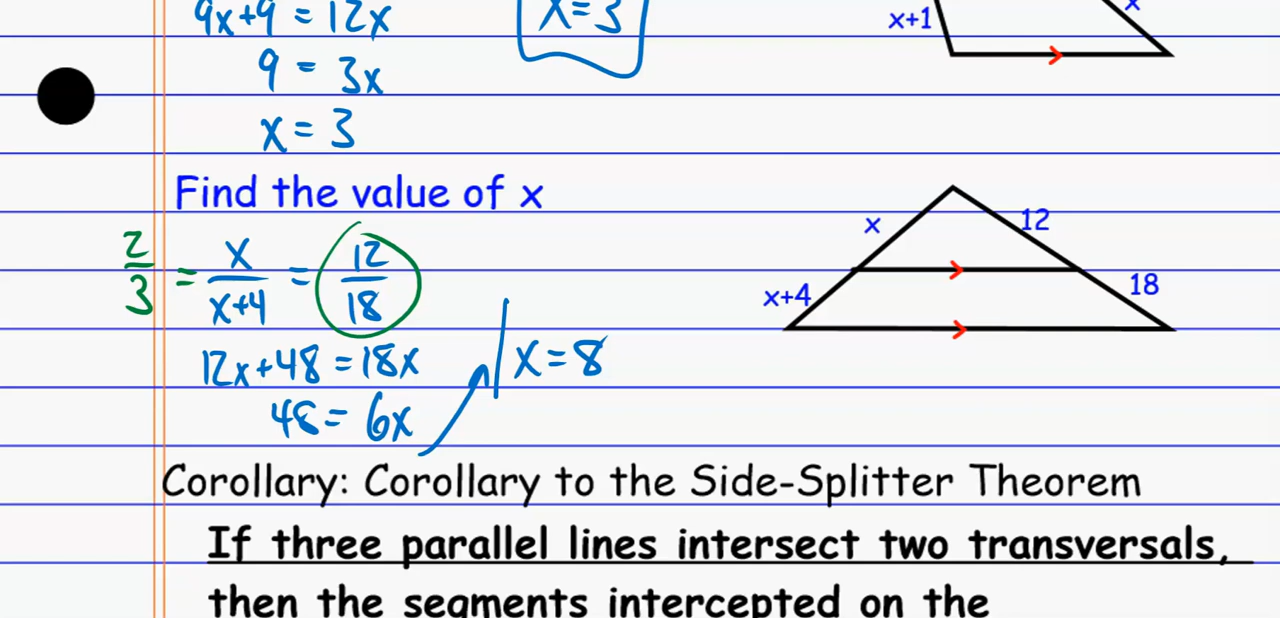 9x+9 = 12x
x=3
x+1
x
9 = 3x
x = 3
Find the value of x
2/3 = x/(x+4) = 12/18
x
12
x+4
18
12x+48 = 18x
x=8
48 = 6x
Corollary: Corollary to the Side-Splitter Theorem
If three parallel lines intersect two transversals,
then the segments intercepted on the